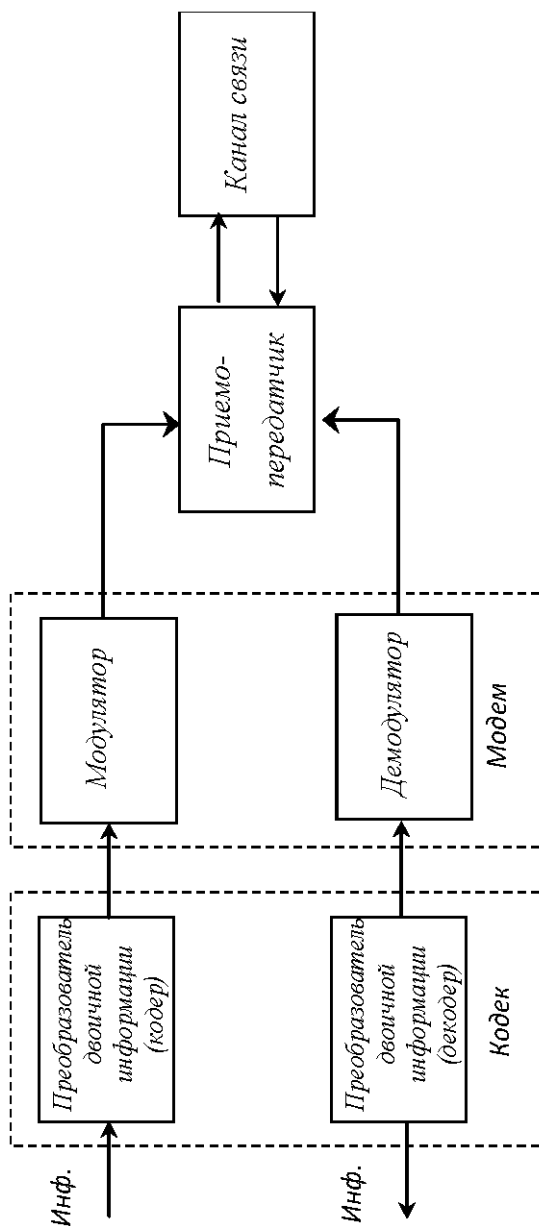 Инф.
Преобразователь
двоичной
информации
(кодер)
Модулятор
Приемо-
передатчик
Канал связи
Инф.
Преобразователь
двоичной
информации
(декодер)
Демодулятор
Кодек
Модем